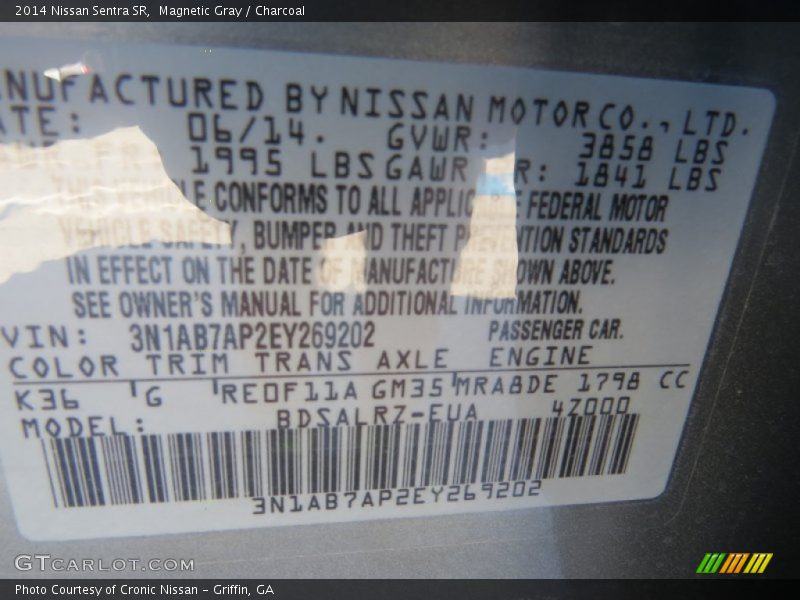 2014 Nissan Sentra SR, Magnetic Gray / Charcoal
NUFACTURED BY NISSAN MOTOR CO., LTD.
ATE: 06/14. GVWR: 3858 LBS
1995 LBS GAWR R: 1841 LBS
CONFORMS TO ALL FEDERAL MOTOR
VEHICLE SAFETY, BUMPER AND THEFT STANDARDS
IN EFFECT ON THE DATE OF MANUFACTURE SHOWN ABOVE.
SEE OWNER'S MANUAL FOR ADDITIONAL INFORMATION.
VIN: 3N1AB7AP2EY269202 PASSENGER CAR.
COLOR TRIM TRANS AXLE ENGINE
K36 G RE0F11A GM35 MRA8DE 1798 CC
MODEL: BDSALRZ-EUA 4Z000
3N1AB7AP2EY269202
GTCARLOT.COM
Photo Courtesy of Cronic Nissan - Griffin, GA